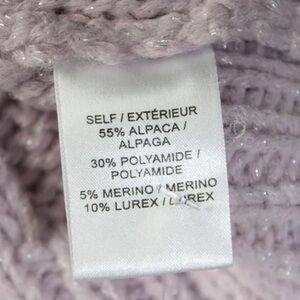 SELF / EXTÉRIEUR
55% ALPACA /
ALPAGA
30% POLYAMIDE /
POLYAMIDE
5% MERINO / MERINO
10% LUREX / LUREX